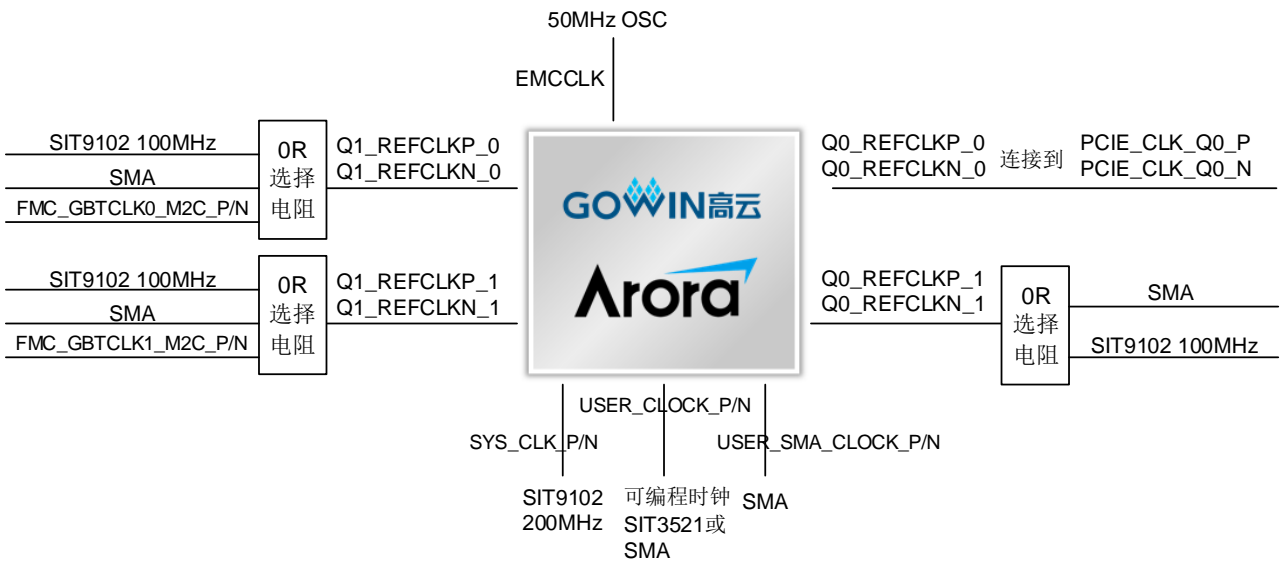 50MHz OSC
EMCCLK
SIT9102 100MHz
SMA
FMC_GBTCLK0_M2C_P/N
0R
选择
电阻
Q1_REFCLKP_0
Q1_REFCLKN_0
SIT9102 100MHz
SMA
FMC_GBTCLK1_M2C_P/N
0R
选择
电阻
Q1_REFCLKP_1
Q1_REFCLKN_1
GOWIN高云
Arora
Q0_REFCLKP_0
Q0_REFCLKN_0
连接到
PCIE_CLK_Q0_P
PCIE_CLK_Q0_N
Q0_REFCLKP_1
Q0_REFCLKN_1
0R
选择
电阻
SMA
SIT9102 100MHz
USER_CLOCK_P/N
SYS_CLK_P/N
USER_SMA_CLOCK_P/N
SIT9102
200MHz
可编程时钟
SIT3521或
SMA
SMA